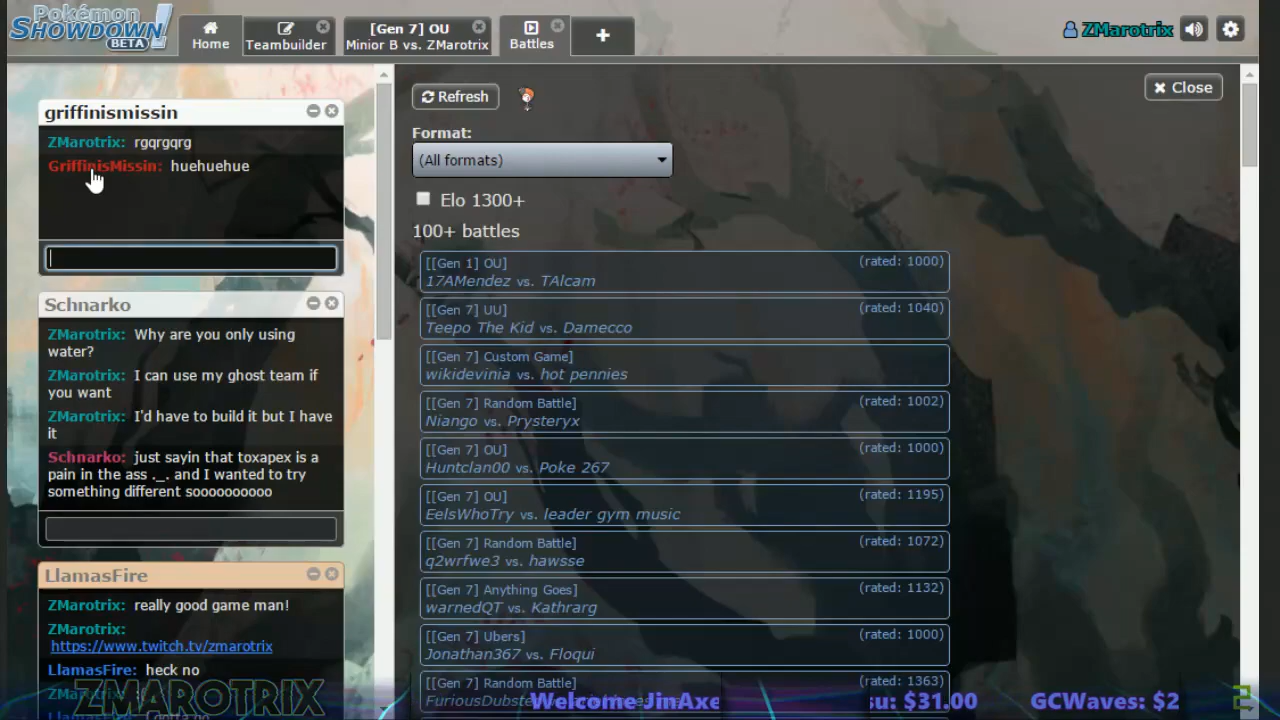 Pokémon
SHOWDOWN!
BETA
Home
Teambuilder
[Gen 7] OU
Minior B vs. ZMarotrix
Battles
ZMarotrix
griffinismissin
ZMarotrix: rgqrgqrg
GriffinisMissin: huehuehue
Schnarko
ZMarotrix: Why are you only using
water?
ZMarotrix: I can use my ghost team if
you want
ZMarotrix: I'd have to build it but I have
it
Schnarko: just sayin that toxapex is a
pain in the ass ._. and I wanted to try
something different soooooooooo
LlamasFire
ZMarotrix: really good game man!
ZMarotrix:
https://www.twitch.tv/zmarotrix
LlamasFire: heck no
ZMAROTRIX
Refresh
Close
Format:
(All formats)
Elo 1300+
100+ battles
[[Gen 1] OU] (rated: 1000)
17AMendez vs. TAlcam
[[Gen 7] UU] (rated: 1040)
Teepo The Kid vs. Damecco
[[Gen 7] Custom Game]
wikidevinia vs. hot pennies
[[Gen 7] Random Battle] (rated: 1002)
Niango vs. Prysteryx
[[Gen 7] OU] (rated: 1000)
Huntclan00 vs. Poke 267
[[Gen 7] OU] (rated: 1195)
EelsWhoTry vs. leader gym music
[[Gen 7] Random Battle] (rated: 1072)
q2wrfwe3 vs. hawsse
[[Gen 7] Anything Goes] (rated: 1132)
warnedQT vs. Kathrarg
[[Gen 7] Ubers] (rated: 1000)
Jonathan367 vs. Floqui
[[Gen 7] Random Battle] (rated: 1363)
Welcome JinAxe su: $31.00 GCWaves: $2